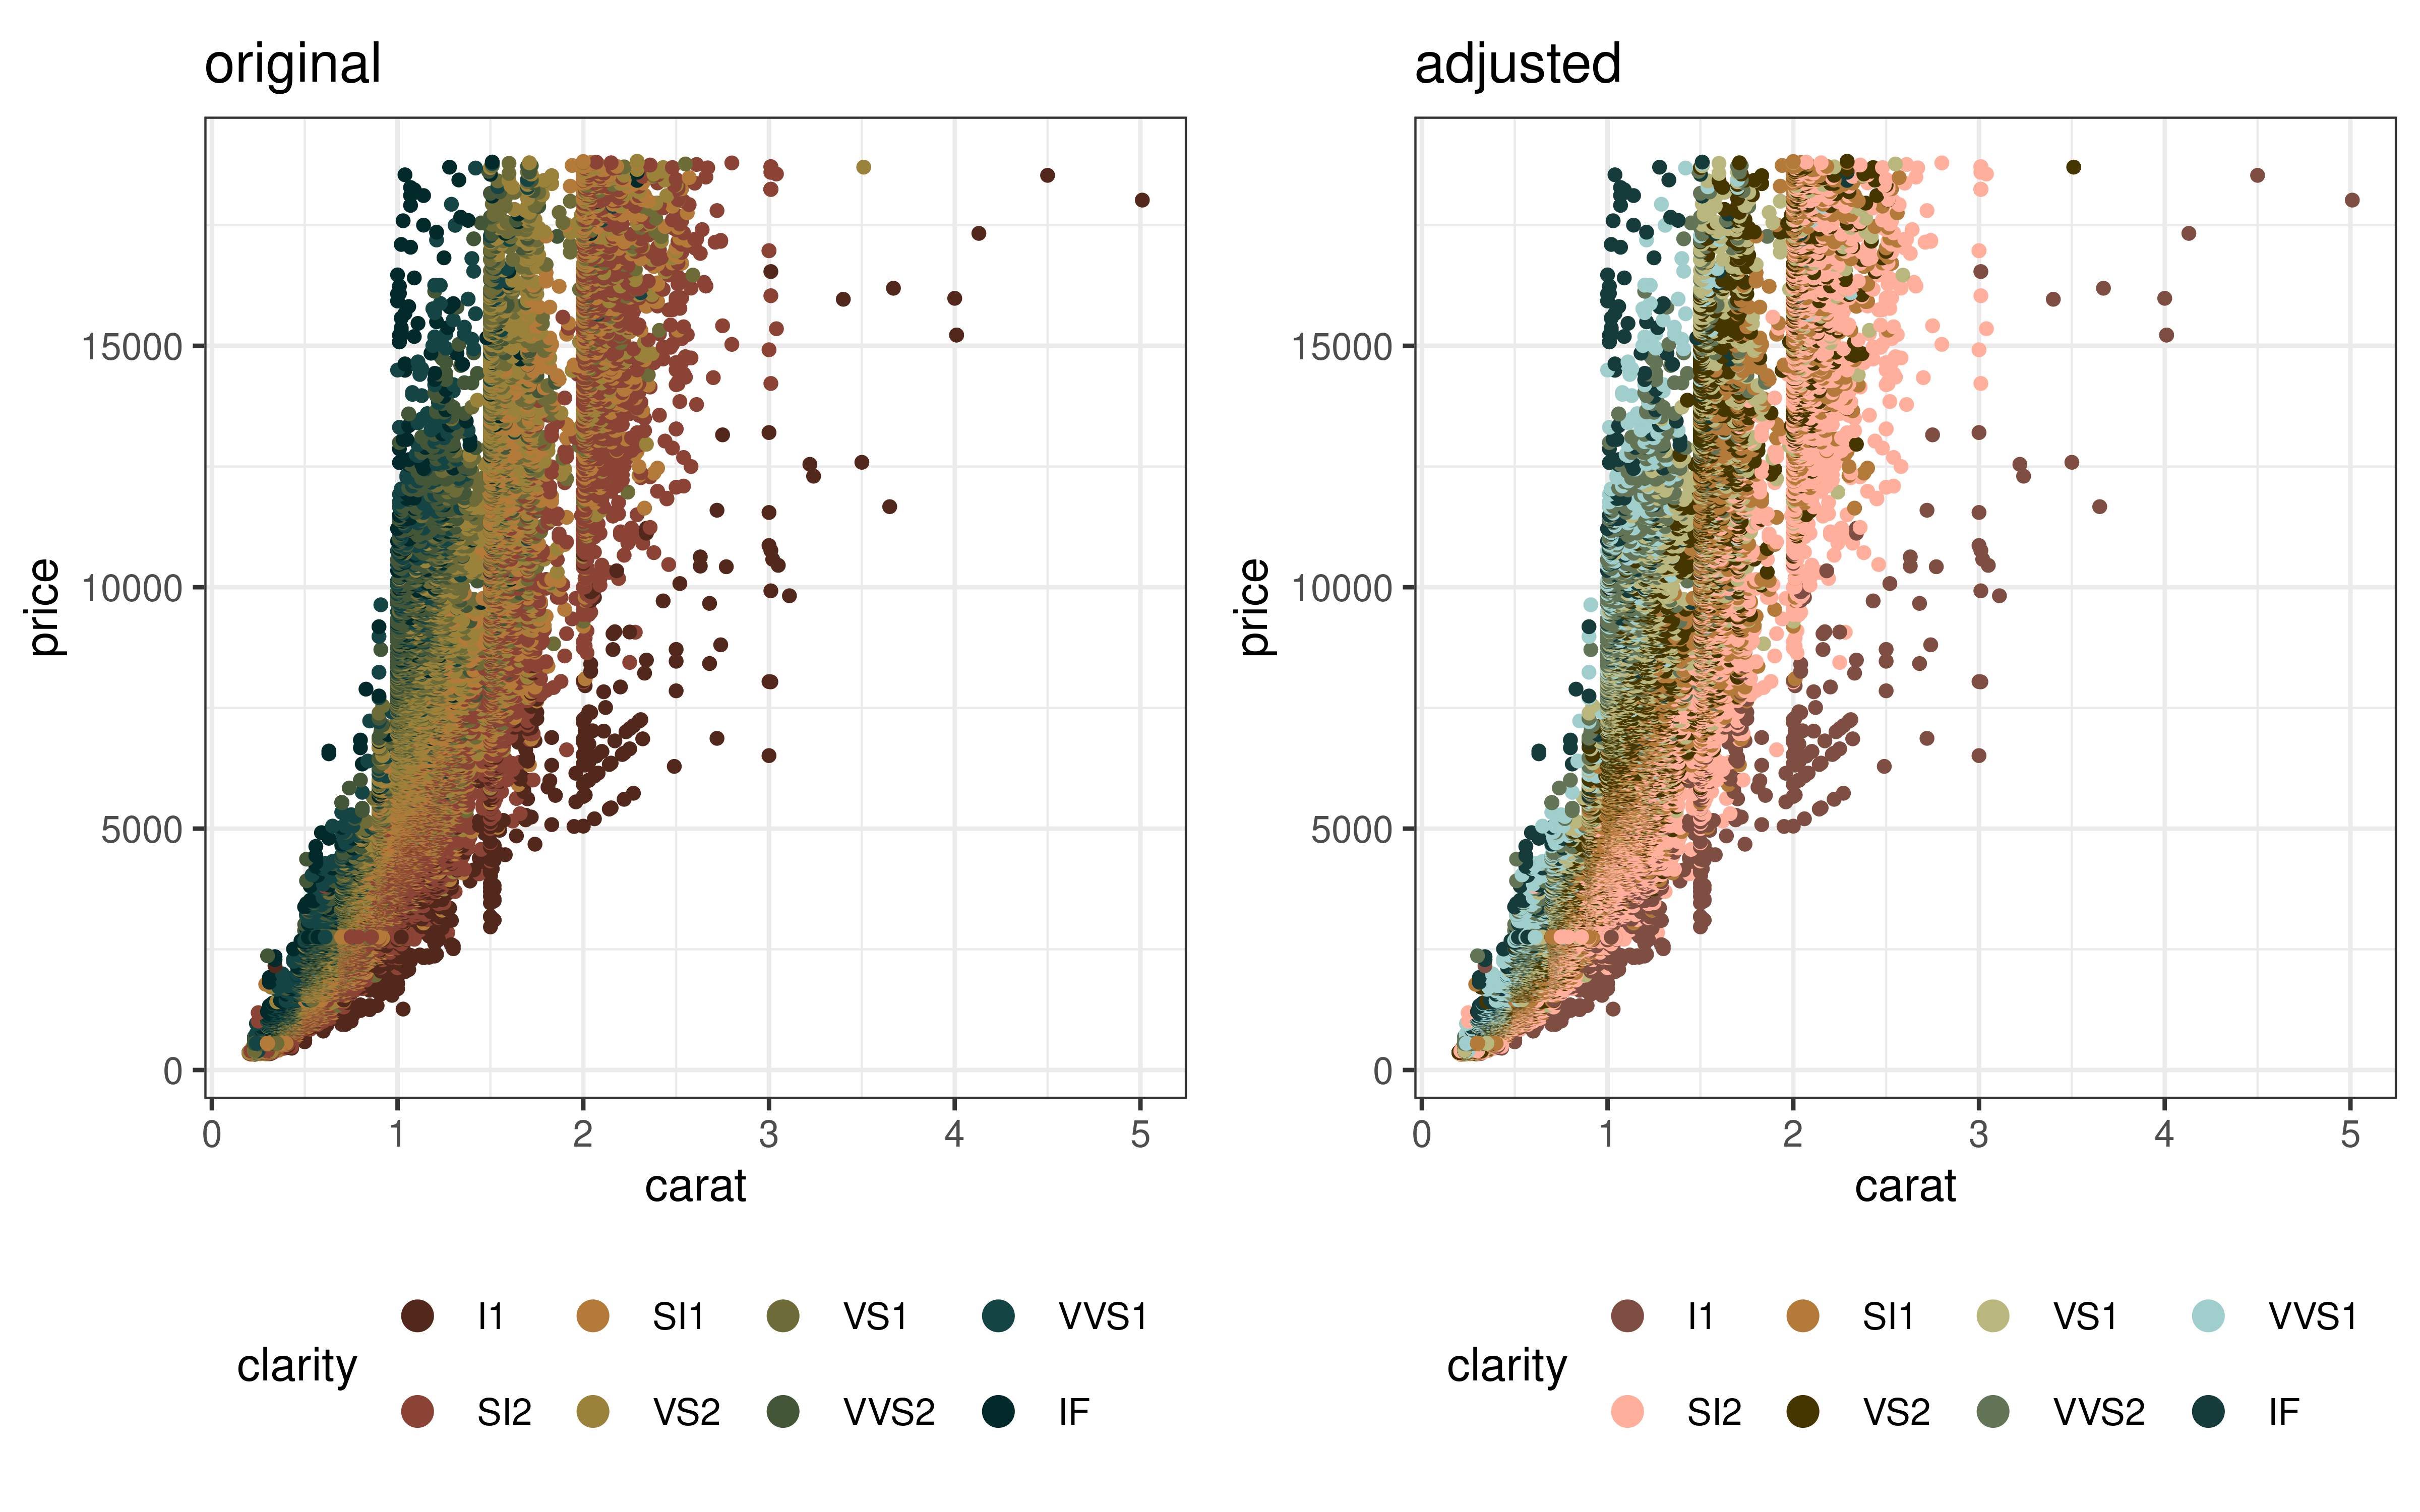 original
price
15000
10000
5000
0
0 1 2 3 4 5
carat
clarity
I1 SI1 VS1 VVS1
SI2 VS2 VVS2 IF
adjusted
price
15000
10000
5000
0
0 1 2 3 4 5
carat
clarity
I1 SI1 VS1 VVS1
SI2 VS2 VVS2 IF